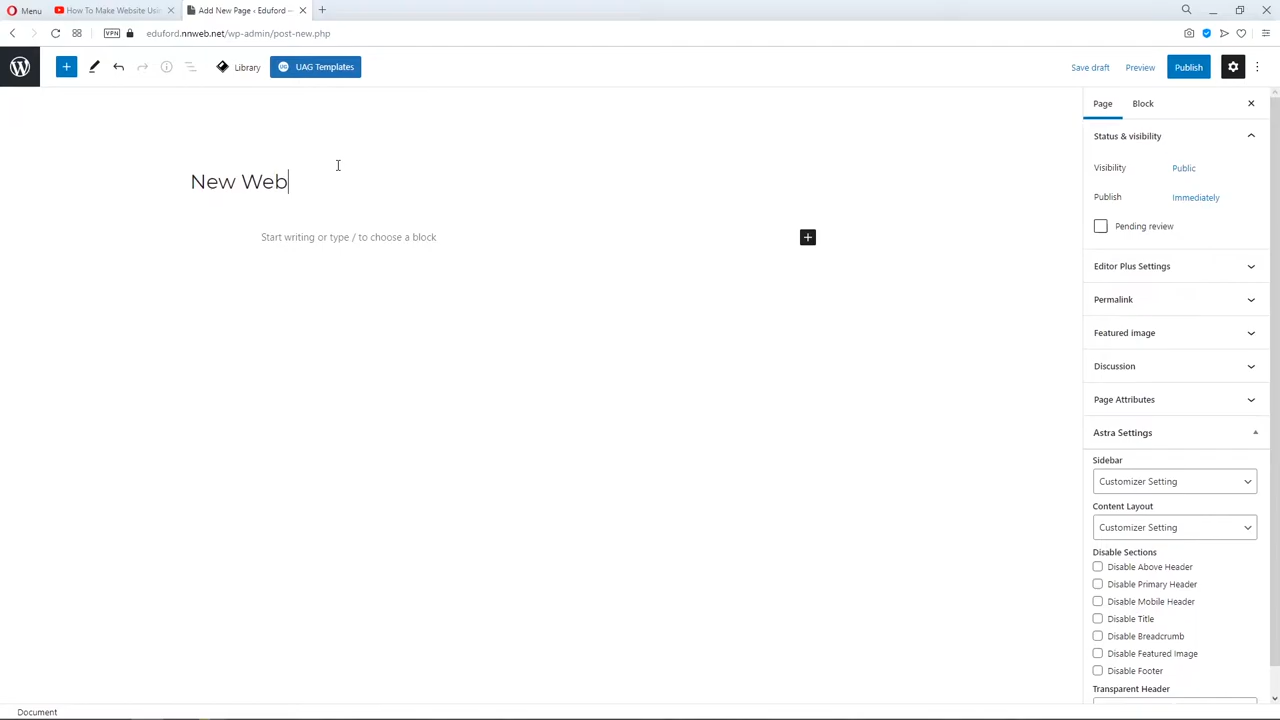 Menu
How To Make Website Usin
Add New Page ‹ Eduford —
VPN
eduford.nnweb.net/wp-admin/post-new.php
Library
UG UAG Templates
Save draft
Preview
Publish
New Web
Start writing or type / to choose a block
Page
Block
Status & visibility
Visibility
Public
Publish
Immediately
Pending review
Editor Plus Settings
Permalink
Featured image
Discussion
Page Attributes
Astra Settings
Sidebar
Customizer Setting
Content Layout
Customizer Setting
Disable Sections
Disable Above Header
Disable Primary Header
Disable Mobile Header
Disable Title
Disable Breadcrumb
Disable Featured Image
Disable Footer
Transparent Header
Document